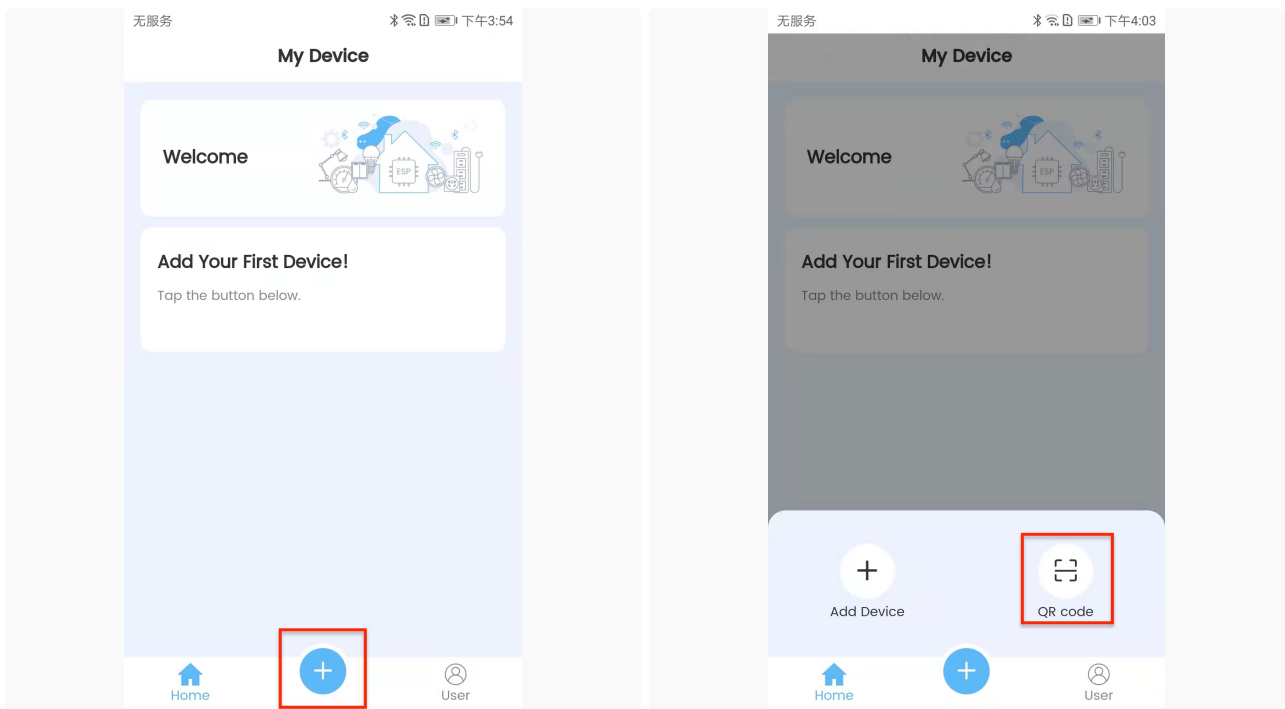 无服务 下午3:54
My Device
Welcome
ESP
Add Your First Device!
Tap the button below.
Home
User
无服务 下午4:03
My Device
Welcome
ESP
Add Your First Device!
Tap the button below.
Add Device
QR code
Home
User